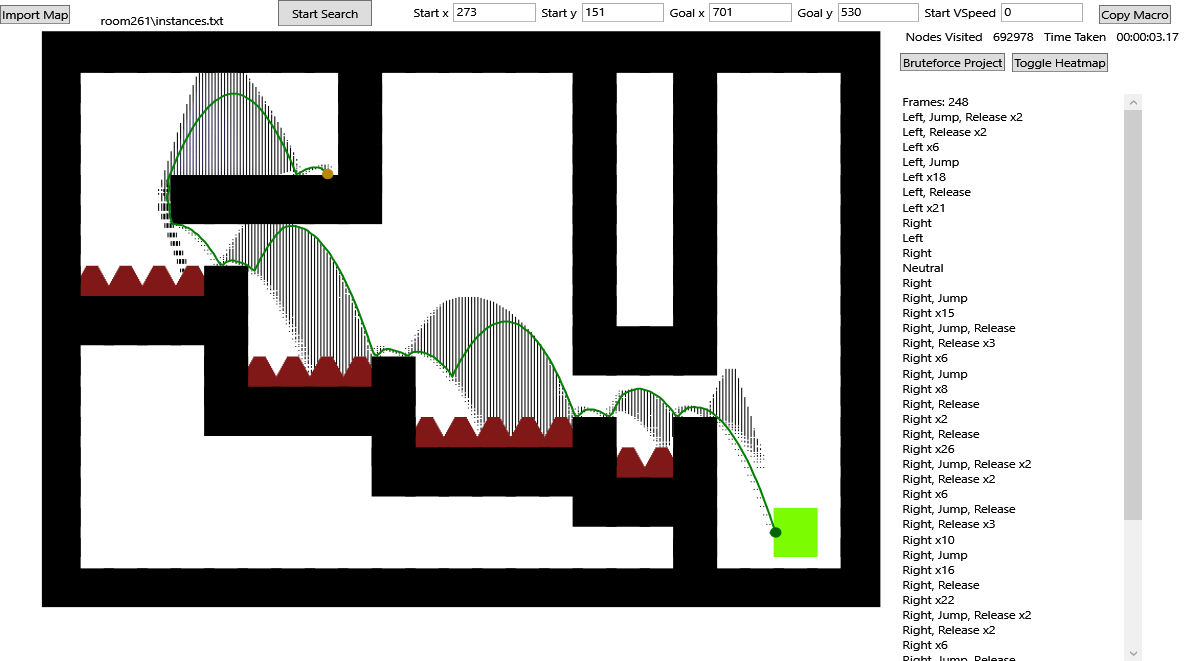 Import Map
room261\instances.txt
Start Search
Start x 273 Start y 151 Goal x 701 Goal y 530 Start VSpeed 0
Copy Macro
Nodes Visited 692978 Time Taken 00:00:03.17
Bruteforce Project Toggle Heatmap
Frames: 248
Left, Jump, Release x2
Left, Release x2
Left x6
Left, Jump
Left x18
Left, Release
Left x21
Right
Left
Right
Neutral
Right
Right, Jump
Right x15
Right, Jump, Release
Right, Release x3
Right x6
Right, Jump
Right x8
Right, Release
Right x2
Right, Release
Right x26
Right, Jump, Release x2
Right, Release x2
Right x6
Right, Jump, Release
Right, Release x3
Right x10
Right, Jump
Right x16
Right, Release
Right x22
Right, Jump, Release x2
Right, Release x2
Right x6
Right, Jump, Release